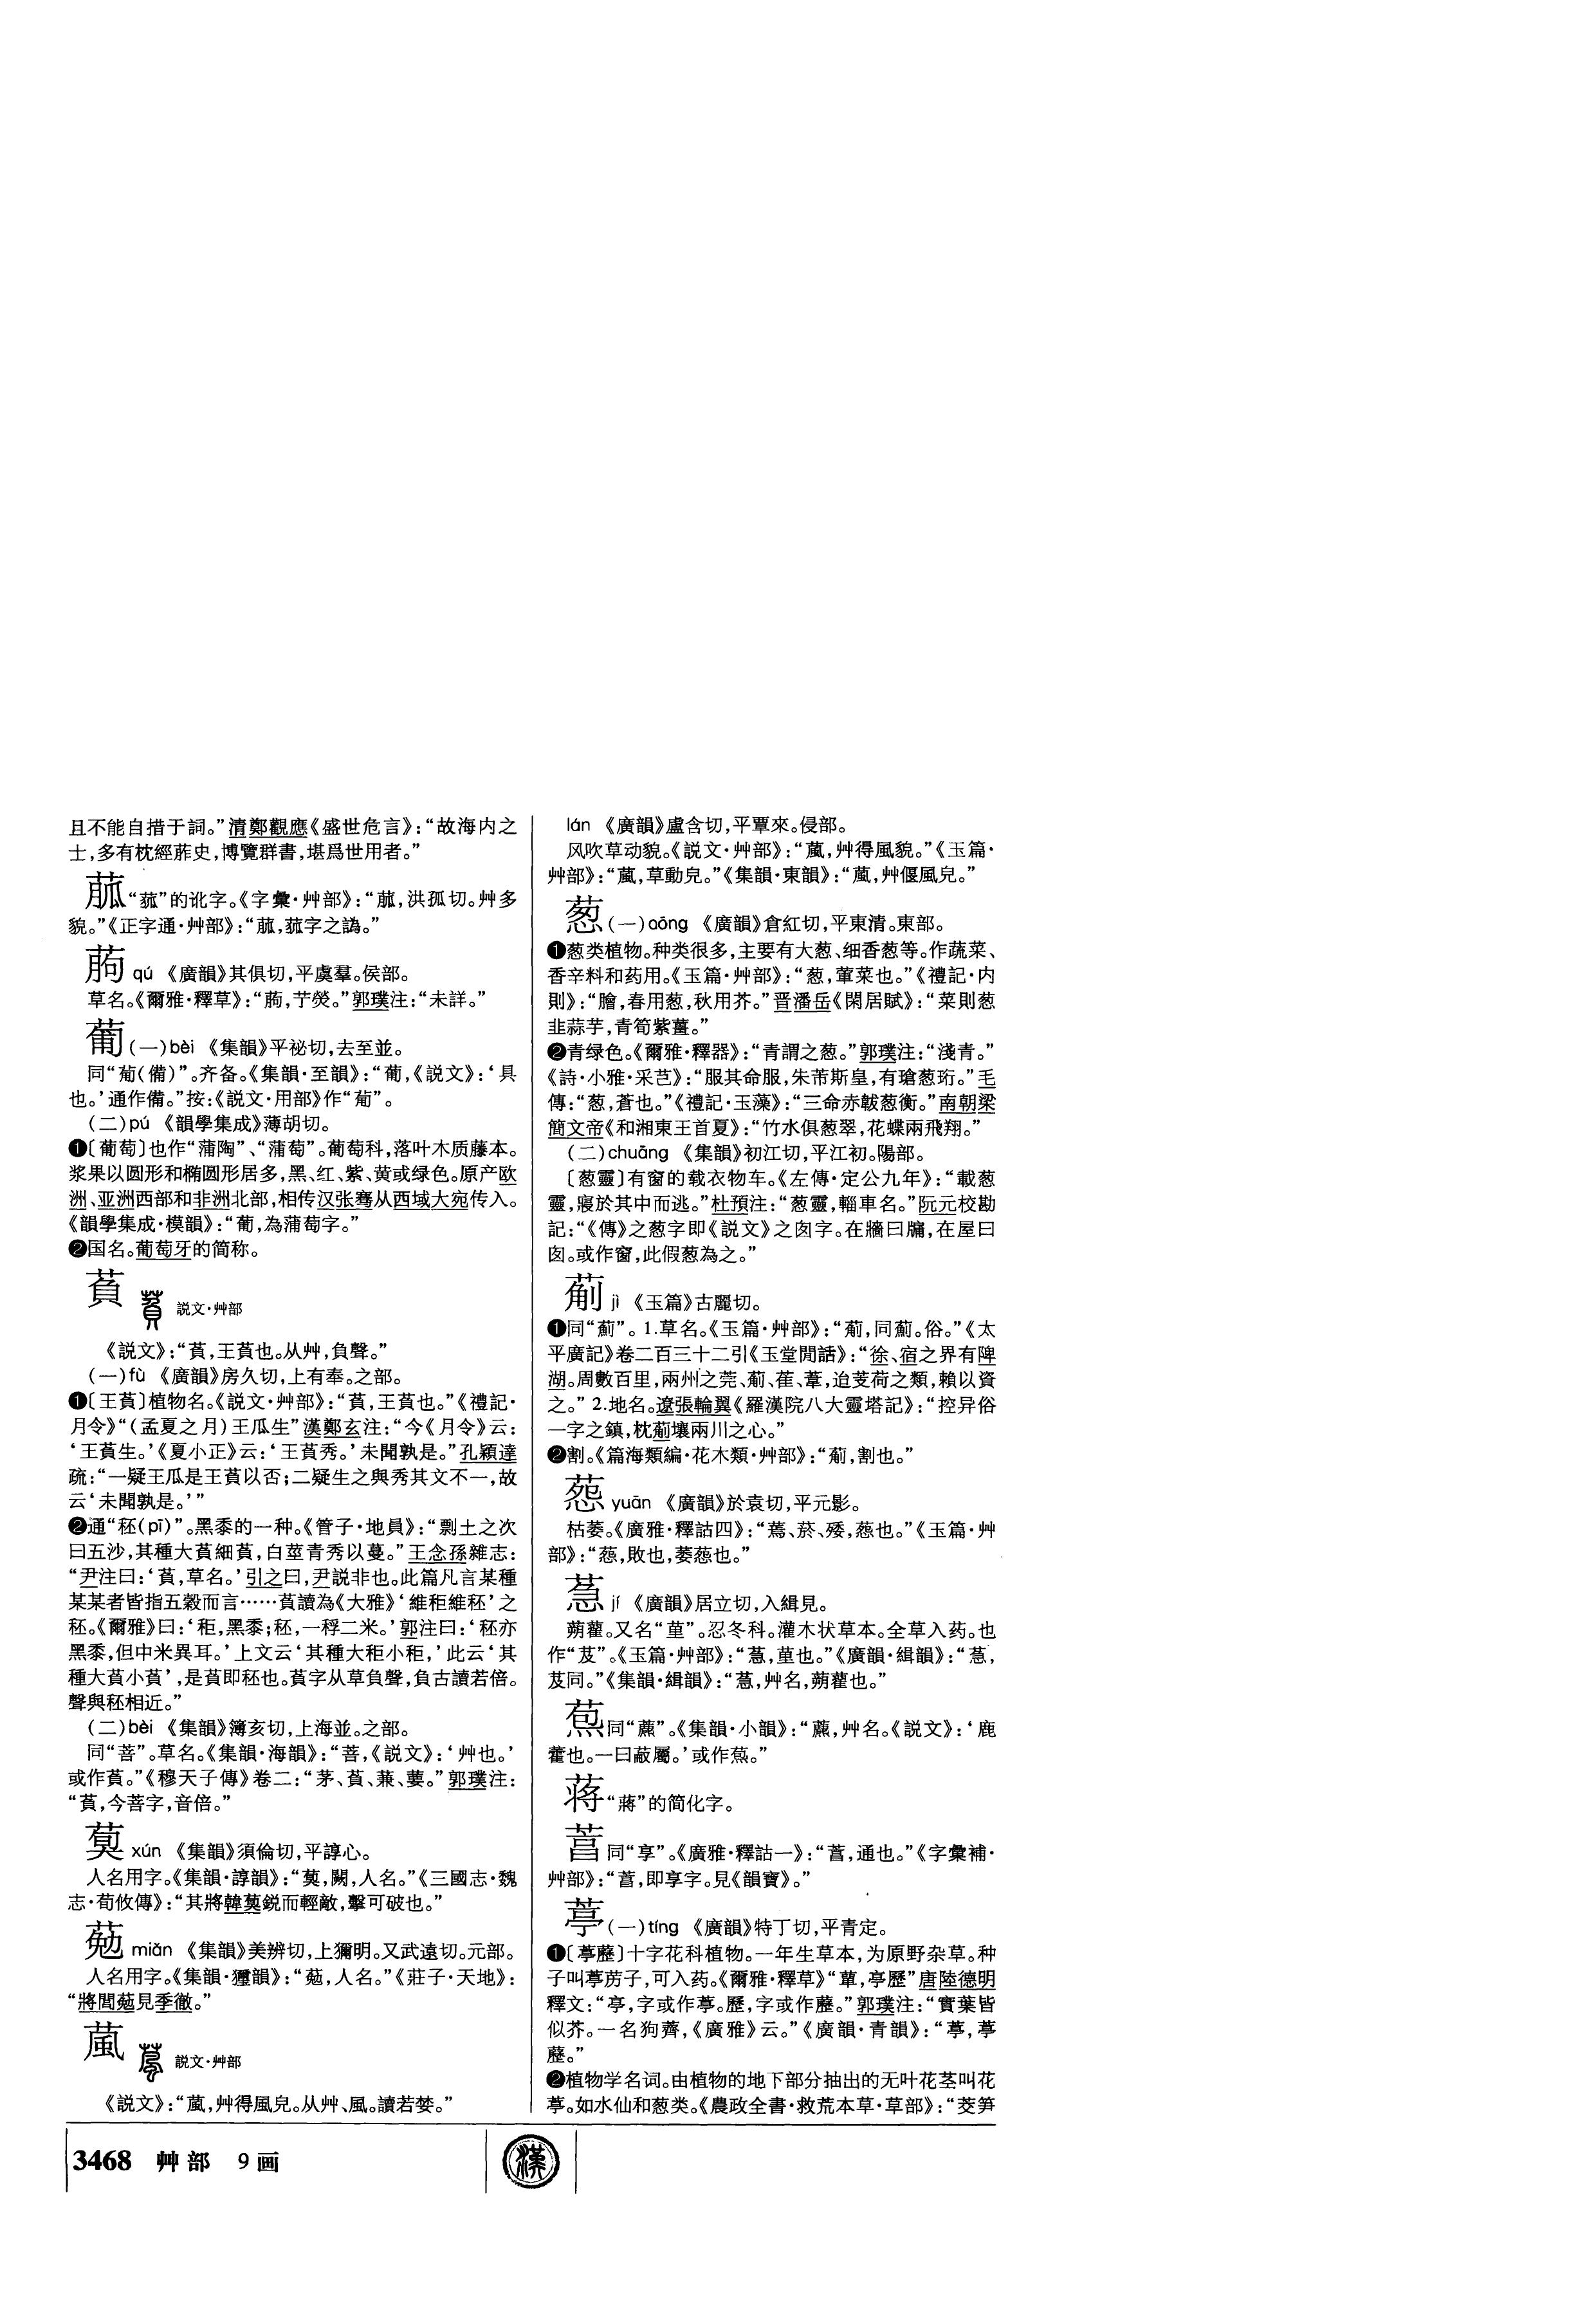 且不能自措于詞。”清鄭觀應《盛世危言》：“故海内之
士，多有枕經葄史，博覽群書，堪爲世用者。”
“菰”的讹字。《字彙·艸部》：“，洪孤切。艸多
貌。”《正字通·艸部》：“，菰字之譌。”
蒟 qú 《廣韻》其俱切，平虞羣。侯部。
草名。《爾雅·釋草》：“，艼熒。”郭璞注：“未詳。”
葡(一)bèi 《集韻》平祕切，去至並。
同“𤰈(備)”。齐备。《集韻·至韻》：“葡，《説文》：‘具
也。’通作備。”按：《説文·用部》作“𤰈”。
(二)pú 《韻學集成》薄胡切。
❶〔葡萄〕也作“蒲陶”、“蒲萄”。葡萄科，落叶木质藤本。
浆果以圆形和椭圆形居多，黑、红、紫、黄或绿色。原产欧
洲、亚洲西部和非洲北部，相传汉张骞从西域大宛传入。
《韻學集成·模韻》：“葡，為蒲萄字。”
❷国名。葡萄牙的简称。
萯 説文·艸部
《説文》：“萯，王萯也。从艸，負聲。”
(一)fù 《廣韻》房久切，上有奉。之部。
❶〔王萯〕植物名。《説文·艸部》：“萯，王萯也。”《禮記·
月令》“(孟夏之月)王瓜生”漢鄭玄注：“今《月令》云：
‘王萯生。’《夏小正》云：‘王萯秀。’未聞孰是。”孔穎達
疏：“一疑王瓜是王萯以否；二疑生之與秀其文不一，故
云‘未聞孰是。’”
❷通“秠(pī)”。黑黍的一种。《管子·地員》：“剽土之次
曰五沙，其種大萯細萯，白莖青秀以蔓。”王念孫雜志：
“尹注曰：‘萯，草名。’引之曰，尹説非也。此篇凡言某種
某某者皆指五穀而言……萯讀為《大雅》‘維秬維秠’之
秠。《爾雅》曰：‘秬，黑黍；秠，一稃二米。’郭注曰：‘秠亦
黑黍，但中米異耳。’上文云‘其種大秬小秬，’此云‘其
種大萯小萯’，是萯即秠也。萯字从草負聲，負古讀若倍。
聲與秠相近。”
(二)bèi 《集韻》簿亥切，上海並。之部。
同“菩”。草名。《集韻·海韻》：“菩，《説文》：‘艸也。’
或作萯。”《穆天子傳》卷二：“茅、萯、蒹、葽。”郭璞注：
“萯，今菩字，音倍。”
xún 《集韻》須倫切，平諄心。
人名用字。《集韻·諄韻》：“，闕，人名。”《三國志·魏
志·荀攸傳》：“其將韓鋭而輕敵，擊可破也。”
葂 miǎn 《集韻》美辨切，上獮明。又武遠切。元部。
人名用字。《集韻·獮韻》：“葂，人名。”《莊子·天地》：
“將閭葂見季徹。”
葻 説文·艸部
《説文》：“葻，艸得風皃。从艸、風。讀若婪。”
lán 《廣韻》盧含切，平覃來。侵部。
风吹草动貌。《説文·艸部》：“葻，艸得風貌。”《玉篇·
艸部》：“葻，草動皃。”《集韻·東韻》：“葻，艸偃風皃。”
葱(一)cōng 《廣韻》倉紅切，平東清。東部。
❶葱类植物。种类很多，主要有大葱、细香葱等。作蔬菜、
香辛料和药用。《玉篇·艸部》：“葱，葷菜也。”《禮記·内
則》：“膾，春用葱，秋用芥。”晋潘岳《閑居賦》：“菜則葱
韭蒜芋，青筍紫薑。”
❷青绿色。《爾雅·釋器》：“青謂之葱。”郭璞注：“淺青。”
《詩·小雅·采芑》：“服其命服，朱芾斯皇，有瑲葱珩。”毛
傳：“葱，蒼也。”《禮記·玉藻》：“三命赤韍葱衡。”南朝梁
簡文帝《和湘東王首夏》：“竹水俱葱翠，花蝶兩飛翔。”
(二)chuāng 《集韻》初江切，平江初。陽部。
〔葱靈〕有窗的载衣物车。《左傳·定公九年》：“載葱
靈，寢於其中而逃。”杜預注：“葱靈，輜車名。”阮元校勘
記：“《傳》之葱字即《説文》之囱字。在牆曰牖，在屋曰
囱。或作窗，此假葱為之。”
葪 jì 《玉篇》古麗切。
❶同“薊”。1.草名。《玉篇·艸部》：“葪，同薊。俗。”《太
平廣記》卷二百三十二引《玉堂閒話》：“徐、宿之界有陴
湖。周數百里，兩州之莞、葪、萑、葦，迨芰荷之類，賴以資
之。”2.地名。遼張輪翼《羅漢院八大靈塔記》：“控异俗
一字之鎮，枕葪壤兩川之心。”
❷割。《篇海類編·花木類·艸部》：“葪，割也。”
葾 yuān 《廣韻》於袁切，平元影。
枯萎。《廣雅·釋詁四》：“蔫、菸、矮，葾也。”《玉篇·艸
部》：“葾，敗也，萎葾也。”
jí 《廣韻》居立切，入緝見。
蒴藋。又名“堇”。忍冬科。灌木状草本。全草入药。也
作“芨”。《玉篇·艸部》：“，堇也。”《廣韻·緝韻》：“，
芨同。”《集韻·緝韻》：“，艸名，蒴藋也。”
同“藨”。《集韻·小韻》：“藨，艸名。《説文》：‘鹿
藿也。一曰蔽屬。’或作。”
蒋“蔣”的简化字。
同“享”。《廣雅·釋詁一》：“，通也。”《字彙補·
艸部》：“，即享字。見《韻寶》。”
葶(一)tíng 《廣韻》特丁切，平青定。
❶〔葶藶〕十字花科植物。一年生草本，为原野杂草。种
子叫葶苈子，可入药。《爾雅·釋草》“蕇，亭歷”唐陸德明
釋文：“亭，字或作葶。歷，字或作藶。”郭璞注：“實葉皆
似芥。一名狗薺，《廣雅》云。”《廣韻·青韻》：“葶，葶
藶。”
❷植物学名词。由植物的地下部分抽出的无叶花茎叫花
葶。如水仙和葱类。《農政全書·救荒本草·草部》：“茭笋
3468 艸部 9画
漢